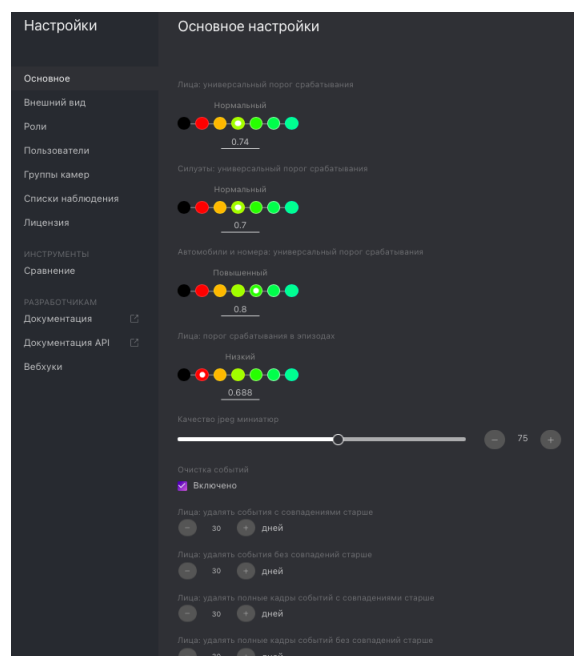 Настройки
Основное
Внешний вид
Роли
Пользователи
Группы камер
Списки наблюдения
Лицензия
ИНСТРУМЕНТЫ
Сравнение
РАЗРАБОТЧИКАМ
Документация
Документация API
Вебхуки
Основное настройки
Лица: универсальный порог срабатывания
Нормальный
0.74
Силуэты: универсальный порог срабатывания
Нормальный
0.7
Автомобили и номера: универсальный порог срабатывания
Повышенный
0.8
Лица: порог срабатывания в эпизодах
Низкий
0.688
Качество jpeg миниатюр
− 75 +
Очистка событий
Включено
Лица: удалять события с совпадениями старше
− 30 + дней
Лица: удалять события без совпадений старше
− 30 + дней
Лица: удалять полные кадры событий с совпадениями старше
− 30 + дней
Лица: удалять полные кадры событий без совпадений старше
− 30 + дней